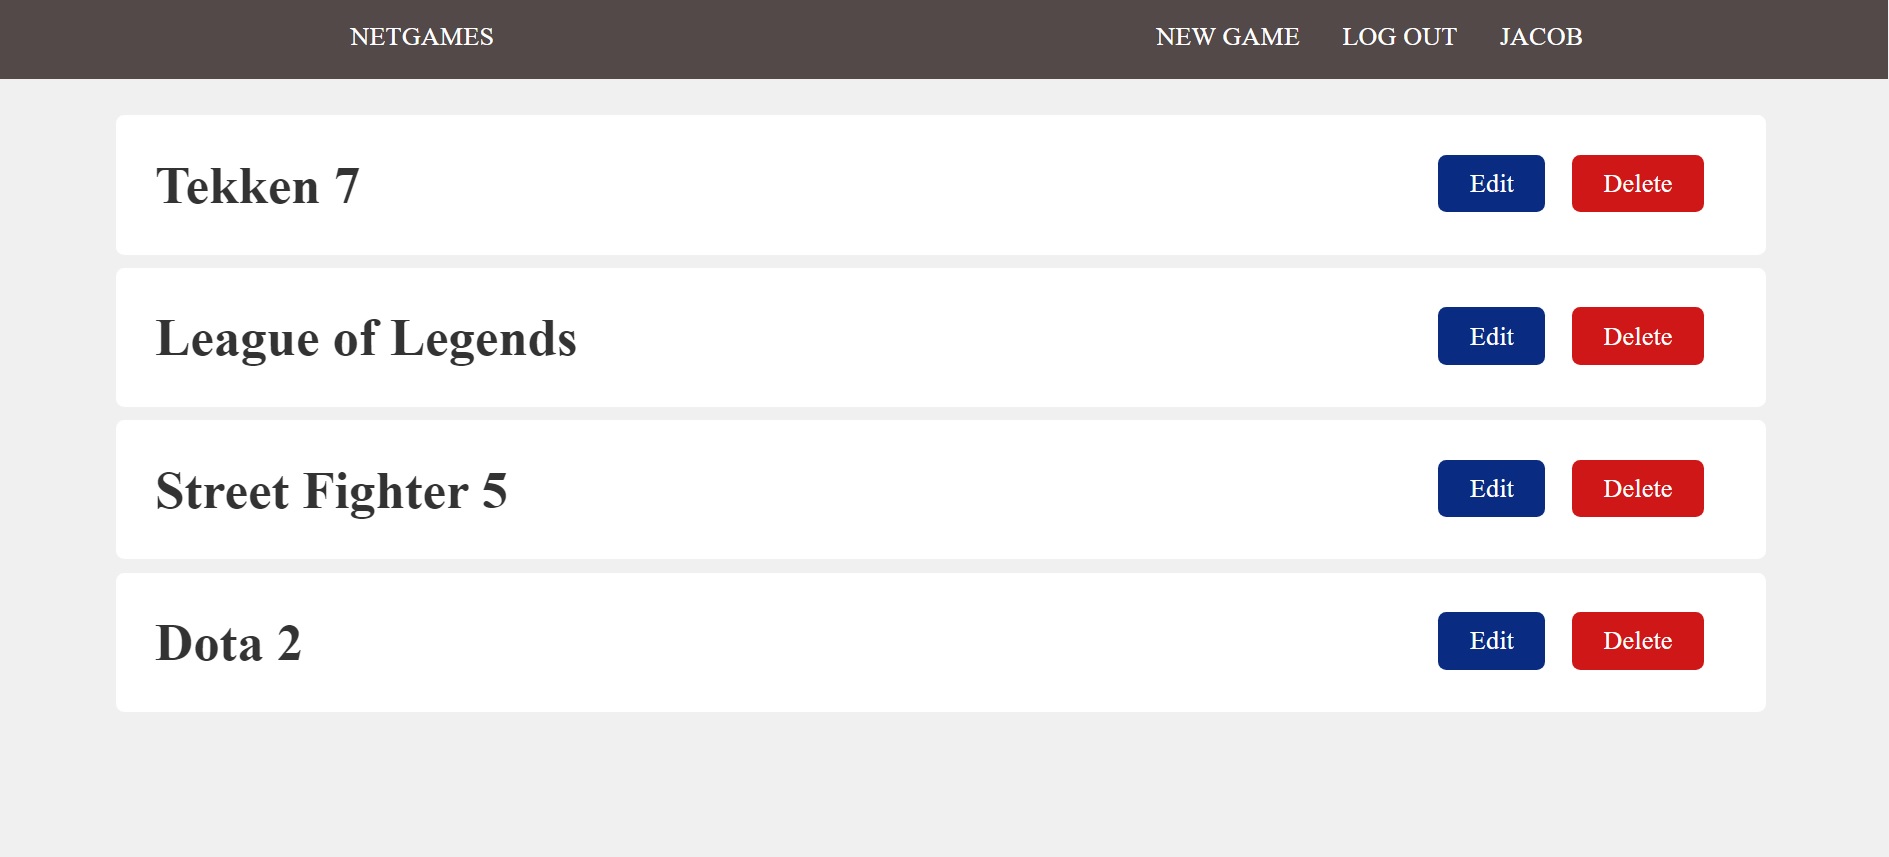 NETGAMES NEW GAME LOG OUT JACOB
Tekken 7 Edit Delete
League of Legends Edit Delete
Street Fighter 5 Edit Delete
Dota 2 Edit Delete